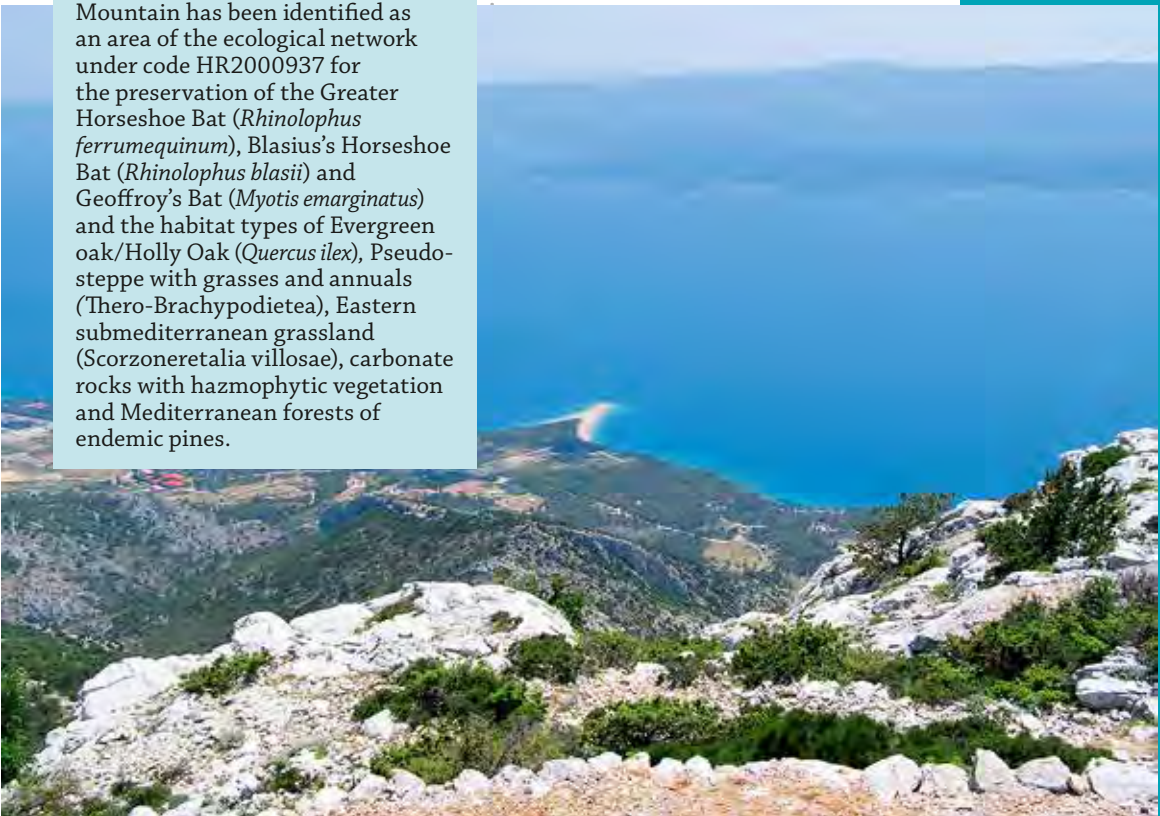 Mountain has been identified as
an area of the ecological network
under code HR2000937 for
the preservation of the Greater
Horseshoe Bat (Rhinolophus
ferrumequinum), Blasius's Horseshoe
Bat (Rhinolophus blasii) and
Geoffroy's Bat (Myotis emarginatus)
and the habitat types of Evergreen
oak/Holly Oak (Quercus ilex), Pseudo-
steppe with grasses and annuals
(Thero-Brachypodietea), Eastern
submediterranean grassland
(Scorzoneretalia villosae), carbonate
rocks with hazmophytic vegetation
and Mediterranean forests of
endemic pines.